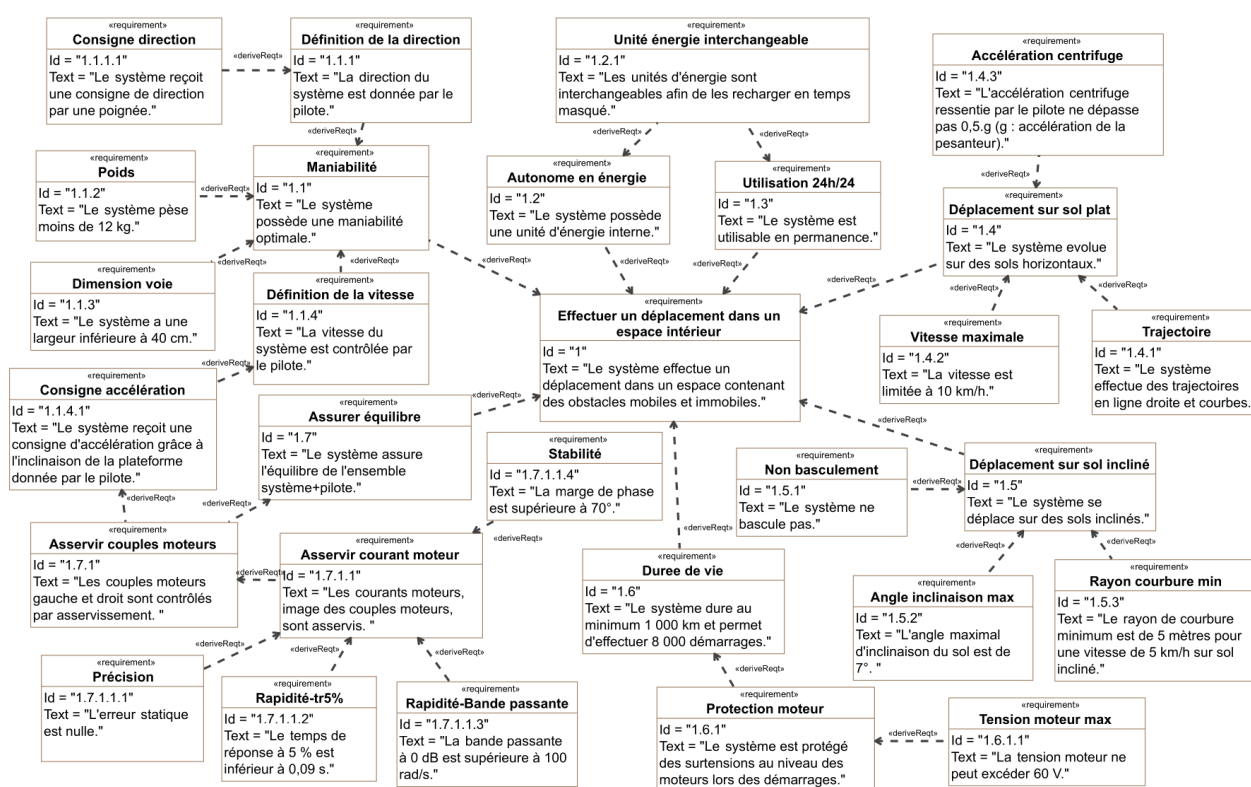 «requirement»
Consigne direction
Id = "1.1.1.1"
Text = "Le système reçoit
une consigne de direction
par une poignée."
«deriveReqt»
«requirement»
Définition de la direction
Id = "1.1.1"
Text = "La direction du
système est donnée par le
pilote."
«deriveReqt»
«requirement»
Unité énergie interchangeable
Id = "1.2.1"
Text = "Les unités d'énergie sont
interchangeables afin de les recharger en temps
masqué."
«deriveReqt»
«deriveReqt»
«requirement»
Accélération centrifuge
Id = "1.4.3"
Text = "L'accélération centrifuge
ressentie par le pilote ne dépasse
pas 0,5.g (g : accélération de la
pesanteur)."
«deriveReqt»
«requirement»
Poids
Id = "1.1.2"
Text = "Le système pèse
moins de 12 kg."
«deriveReqt»
«requirement»
Maniabilité
Id = "1.1"
Text = "Le système
possède une maniabilité
optimale."
«deriveReqt»
«requirement»
Autonome en énergie
Id = "1.2"
Text = "Le système possède
une unité d'énergie interne."
«deriveReqt»
«requirement»
Utilisation 24h/24
Id = "1.3"
Text = "Le système est
utilisable en permanence."
«deriveReqt»
«requirement»
Déplacement sur sol plat
Id = "1.4"
Text = "Le système evolue
sur des sols horizontaux."
«deriveReqt»
«requirement»
Dimension voie
Id = "1.1.3"
Text = "Le système a une
largeur inférieure à 40 cm."
«deriveReqt»
«requirement»
Définition de la vitesse
Id = "1.1.4"
Text = "La vitesse du
système est contrôlée par
le pilote."
«deriveReqt»
«requirement»
Effectuer un déplacement dans un
espace intérieur
Id = "1"
Text = "Le système effectue un
déplacement dans un espace contenant
des obstacles mobiles et immobiles."
«requirement»
Vitesse maximale
Id = "1.4.2"
Text = "La vitesse est
limitée à 10 km/h."
«deriveReqt»
«requirement»
Trajectoire
Id = "1.4.1"
Text = "Le système
effectue des trajectoires
en ligne droite et courbes.
«deriveReqt»
«requirement»
Consigne accélération
Id = "1.1.4.1"
Text = "Le système reçoit une
consigne d'accélération grâce à
l'inclinaison de la plateforme
donnée par le pilote."
«deriveReqt»
«requirement»
Assurer équilibre
Id = "1.7"
Text = "Le système assure
l'équilibre de l'ensemble
système+pilote."
«deriveReqt»
«requirement»
Stabilité
Id = "1.7.1.1.4"
Text = "La marge de phase
est supérieure à 70°."
«deriveReqt»
«requirement»
Non basculement
Id = "1.5.1"
Text = "Le système ne
bascule pas."
«deriveReqt»
«requirement»
Déplacement sur sol incliné
Id = "1.5"
Text = "Le système se
déplace sur des sols inclinés."
«deriveReqt»
«requirement»
Asservir couples moteurs
Id = "1.7.1"
Text = "Les couples moteurs
gauche et droit sont contrôlés
par asservissement. "
«deriveReqt»
«deriveReqt»
«requirement»
Asservir courant moteur
Id = "1.7.1.1"
Text = "Les courants moteurs,
image des couples moteurs,
sont asservis. "
«deriveReqt»
«requirement»
Duree de vie
Id = "1.6"
Text = "Le système dure au
minimum 1 000 km et permet
d'effectuer 8 000 démarrages."
«deriveReqt»
«requirement»
Angle inclinaison max
Id = "1.5.2"
Text = "L'angle maximal
d'inclinaison du sol est de
7°. "
«deriveReqt»
«requirement»
Rayon courbure min
Id = "1.5.3"
Text = "Le rayon de courbure
minimum est de 5 mètres pour
une vitesse de 5 km/h sur sol
incliné."
«deriveReqt»
«requirement»
Précision
Id = "1.7.1.1.1"
Text = "L'erreur statique
est nulle."
«deriveReqt»
«requirement»
Rapidité-tr5%
Id = "1.7.1.1.2"
Text = "Le temps de
réponse à 5 % est
inférieur à 0,09 s."
«deriveReqt»
«requirement»
Rapidité-Bande passante
Id = "1.7.1.1.3"
Text = "La bande passante
à 0 dB est supérieure à 100
rad/s."
«deriveReqt»
«requirement»
Protection moteur
Id = "1.6.1"
Text = "Le système est protégé
des surtensions au niveau des
moteurs lors des démarrages."
«deriveReqt»
«requirement»
Tension moteur max
Id = "1.6.1.1"
Text = "La tension moteur ne
peut excéder 60 V."
«deriveReqt»